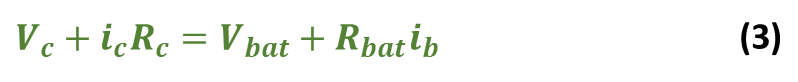 V_c + i_c R_c = V_bat + R_bat i_b (3)